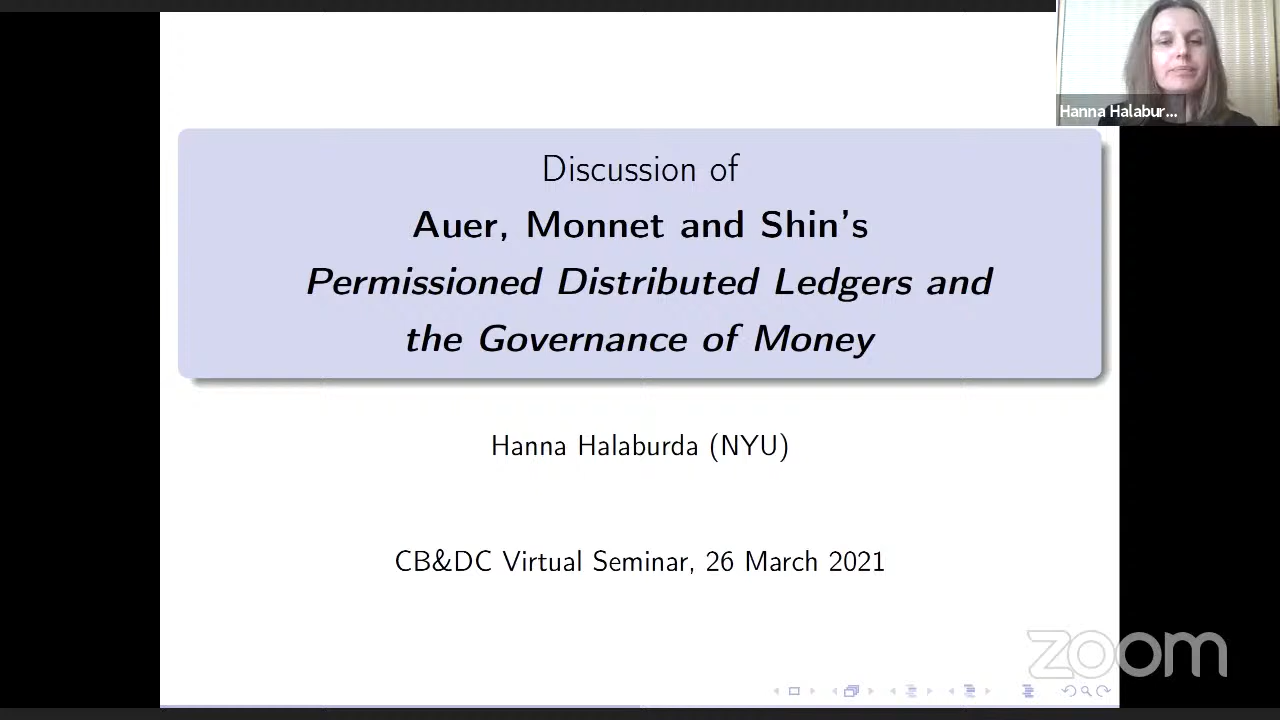 Hanna Halabur...
Discussion of
Auer, Monnet and Shin's
Permissioned Distributed Ledgers and
the Governance of Money
Hanna Halaburda (NYU)
CB&DC Virtual Seminar, 26 March 2021
zoom